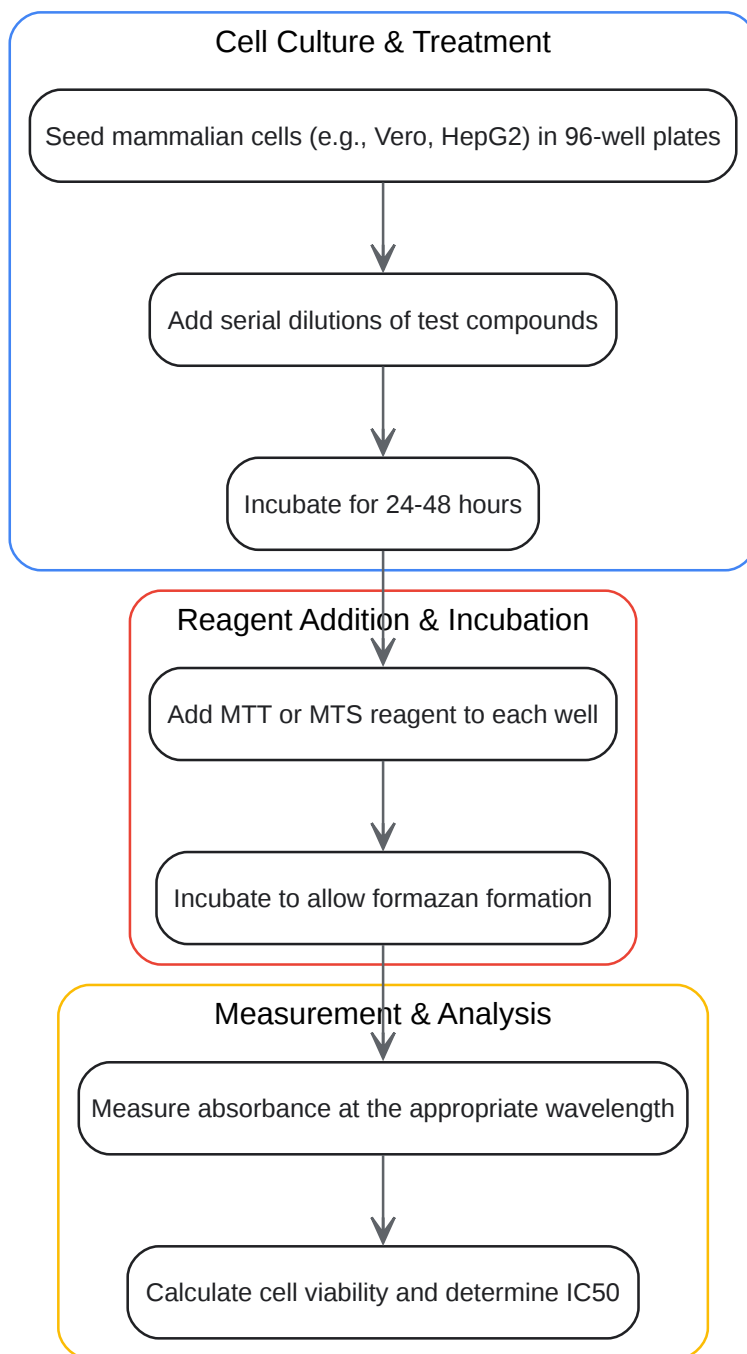 Cell Culture & Treatment
Seed mammalian cells (e.g., Vero, HepG2) in 96-well plates
Add serial dilutions of test compounds
Incubate for 24-48 hours
Reagent Addition & Incubation
Add MTT or MTS reagent to each well
Incubate to allow formazan formation
Measurement & Analysis
Measure absorbance at the appropriate wavelength
Calculate cell viability and determine IC50